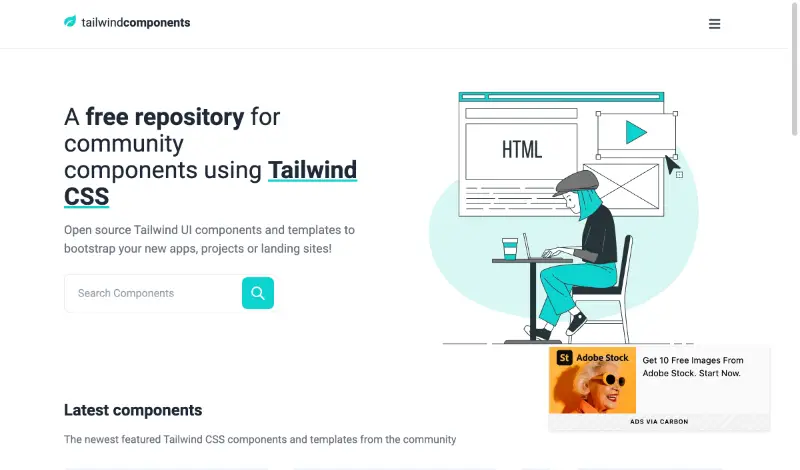 tailwindcomponents
A free repository for
community
components using Tailwind
CSS
Open source Tailwind UI components and templates to
bootstrap your new apps, projects or landing sites!
Search Components
HTML
St Adobe Stock
Get 10 Free Images From
Adobe Stock. Start Now.
ADS VIA CARBON
Latest components
The newest featured Tailwind CSS components and templates from the community